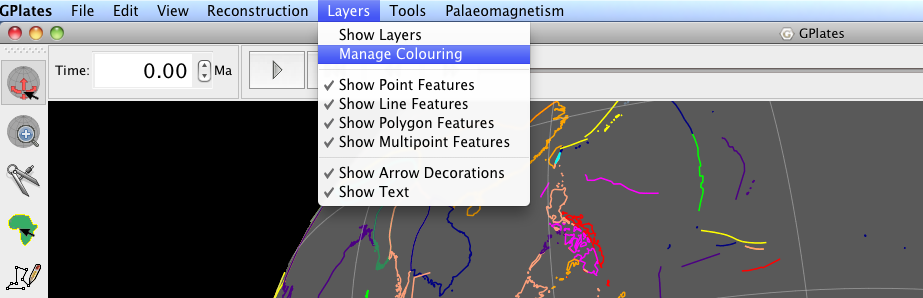 GPlates File Edit View Reconstruction Layers Tools Palaeomagnetism
GPlates
Show Layers
Manage Colouring
Time: 0.00 Ma
Show Point Features
Show Line Features
Show Polygon Features
Show Multipoint Features
Show Arrow Decorations
Show Text